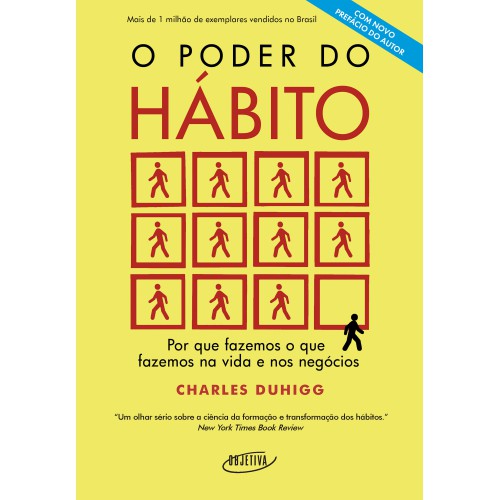 Mais de 1 milhão de exemplares vendidos no Brasil
COM NOVO
PREFÁCIO DO AUTOR
O PODER DO
HÁBITO
Por que fazemos o que
fazemos na vida e nos negócios
CHARLES DUHIGG
“Um olhar sério sobre a ciência da formação e transformação dos hábitos.”
New York Times Book Review
OBJETIVA